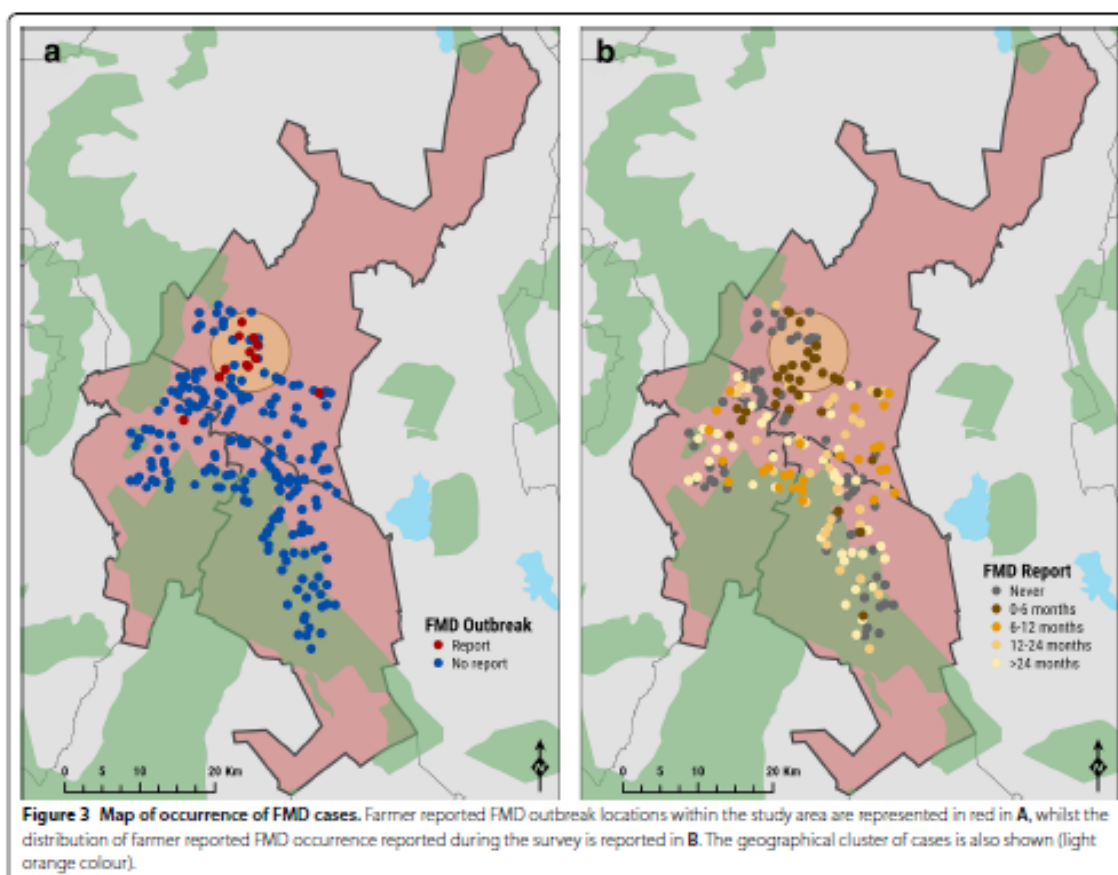 a
b
FMD Outbreak
Report
No report
FMD Report
Never
0-6 months
6-12 months
12-24 months
>24 months
0 5 10 20 Km
N
0 5 10 20 Km
N
Figure 3 Map of occurrence of FMD cases. Farmer reported FMD outbreak locations within the study area are represented in red in A, whilst the
distribution of farmer reported FMD occurrence reported during the survey is reported in B. The geographical cluster of cases is also shown (light
orange colour).